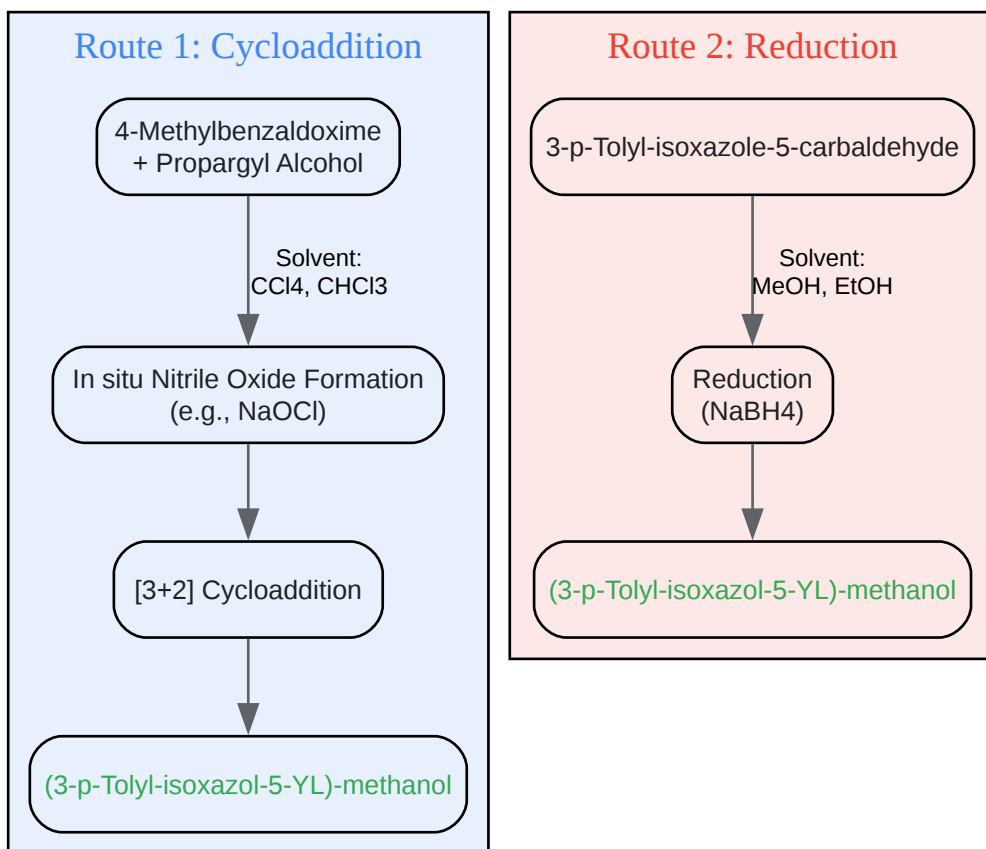 Route 1: Cycloaddition
4-Methylbenzaldoxime
+ Propargyl Alcohol
Solvent:
CCl4, CHCl3
In situ Nitrile Oxide Formation
(e.g., NaOCl)
[3+2] Cycloaddition
(3-p-Tolyl-isoxazol-5-YL)-methanol
Route 2: Reduction
3-p-Tolyl-isoxazole-5-carbaldehyde
Solvent:
MeOH, EtOH
Reduction
(NaBH4)
(3-p-Tolyl-isoxazol-5-YL)-methanol